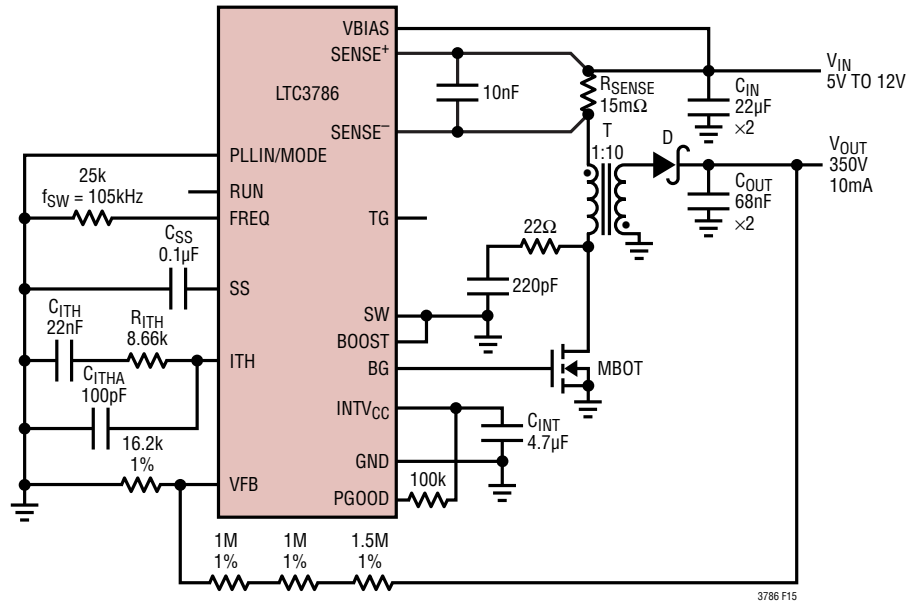 VBIAS
SENSE+
LTC3786
10nF
RSENSE
15mΩ
VIN
5V TO 12V
CIN
22µF
×2
SENSE–
T
1:10
D
VOUT
350V
10mA
COUT
68nF
×2
PLLIN/MODE
25k
fSW = 105kHz
RUN
FREQ
TG
22Ω
CSS
0.1µF
SS
220pF
CITH
22nF
RITH
8.66k
SW
BOOST
ITH
BG
MBOT
CITHA
100pF
INTVCC
CINT
4.7µF
16.2k
1%
GND
VFB
100k
PGOOD
1M
1%
1M
1%
1.5M
1%
3786 F15